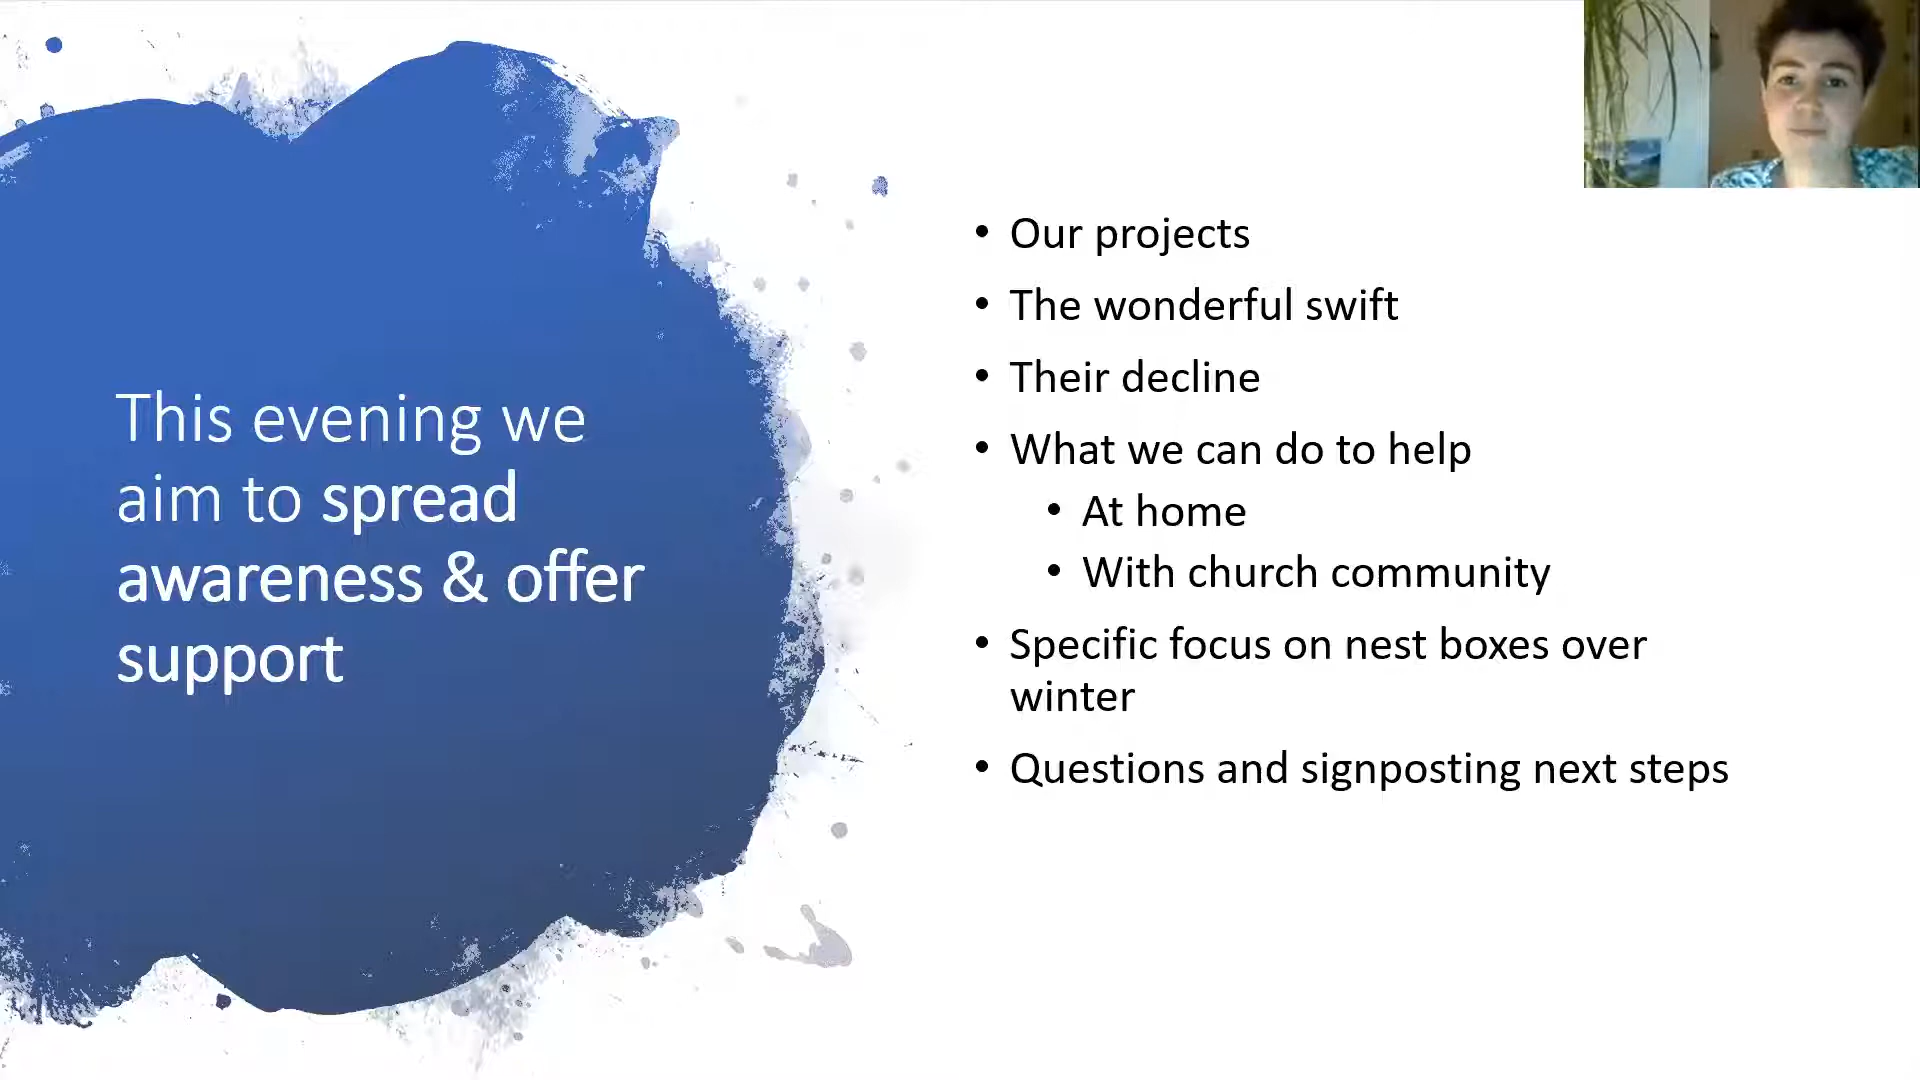 This evening we
aim to spread
awareness & offer
support
• Our projects
• The wonderful swift
• Their decline
• What we can do to help
• At home
• With church community
• Specific focus on nest boxes over
winter
• Questions and signposting next steps